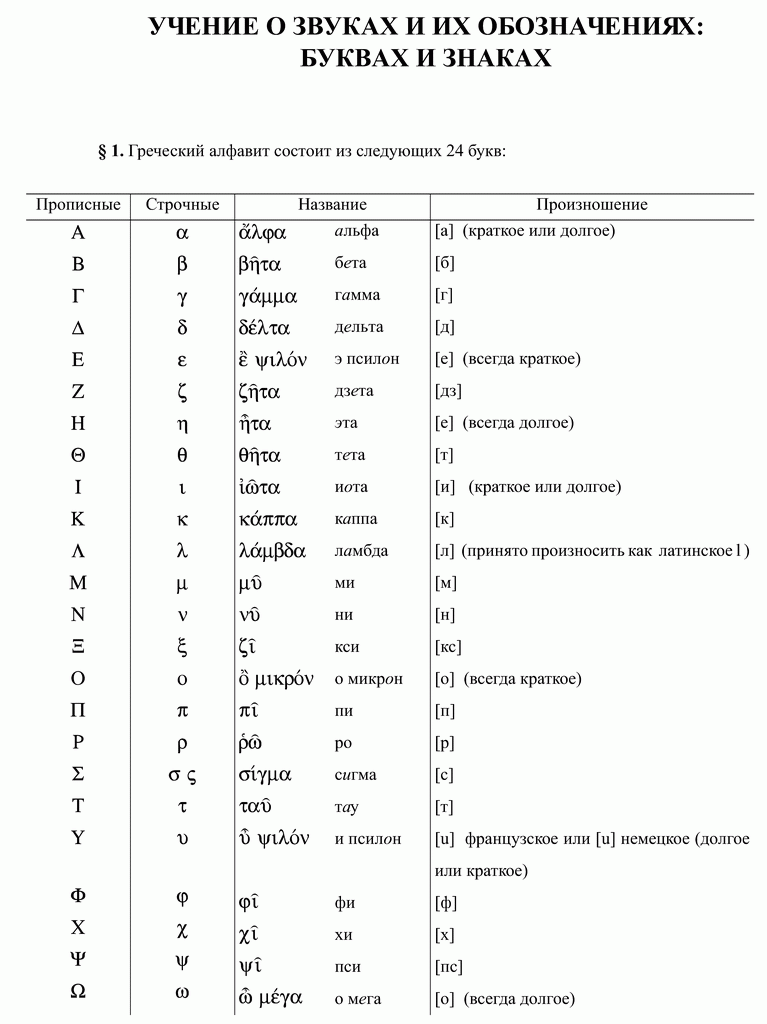 УЧЕНИЕ О ЗВУКАХ И ИХ ОБОЗНАЧЕНИЯХ:
БУКВАХ И ЗНАКАХ
§ 1. Греческий алфавит состоит из следующих 24 букв:
Прописные Строчные Название Произношение
Α α ἄλφα альфа [а] (краткое или долгое)
Β β βῆτα бета [б]
Γ γ γάμμα гамма [г]
Δ δ δέλτα дельта [д]
Ε ε ἒ ψιλόν э псилон [е] (всегда краткое)
Ζ ζ ζῆτα дзета [дз]
Η η ἦτα эта [е] (всегда долгое)
Θ θ θῆτα тета [т]
Ι ι ἰῶτα иота [и] (краткое или долгое)
Κ κ κάππα каппа [к]
Λ λ λάμβδα ламбда [л] (принято произносить как латинское l)
Μ μ μῦ ми [м]
Ν ν νῦ ни [н]
Ξ ξ ζῖ кси [кс]
Ο ο ὂ μικρόν о микрон [о] (всегда краткое)
Π π πῖ пи [п]
Ρ ρ ῥῶ ро [р]
Σ σ ς σίγμα сигма [с]
Τ τ ταῦ тау [т]
Υ υ ὖ ψιλόν и псилон [u] французское или [u] немецкое (долгое
или краткое)
Φ φ φῖ фи [ф]
Χ χ χῖ хи [х]
Ψ ψ ψῖ пси [пс]
Ω ω ὦ μέγα о мега [о] (всегда долгое)